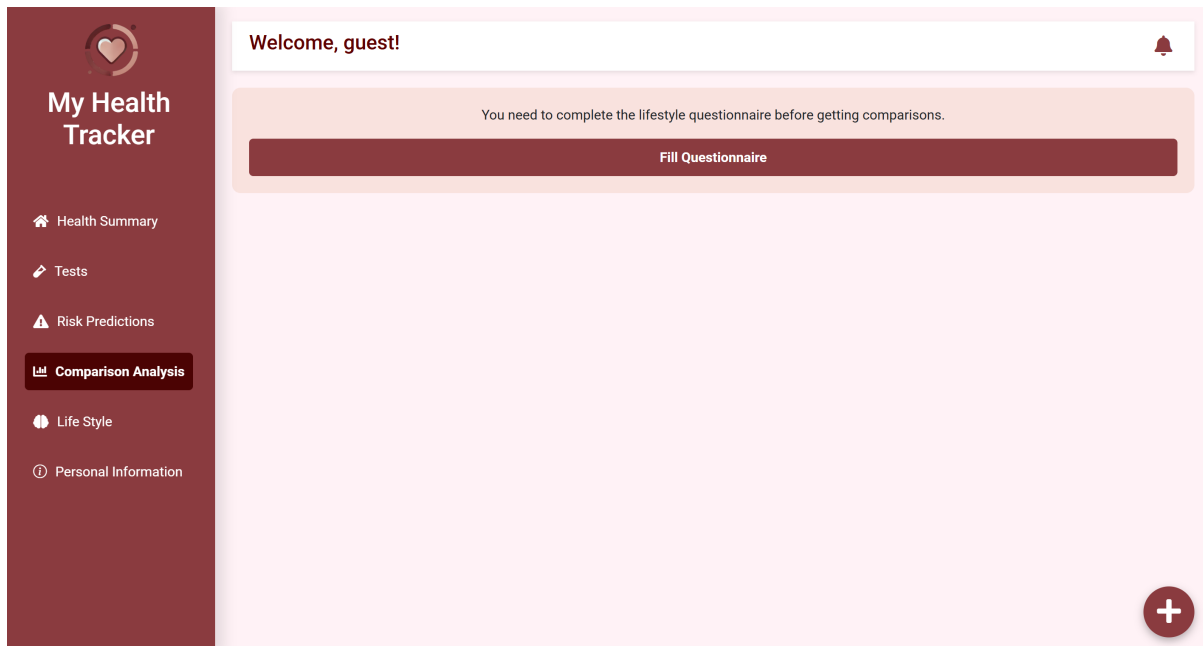 My Health
Tracker
Health Summary
Tests
Risk Predictions
Comparison Analysis
Life Style
Personal Information
Welcome, guest!
You need to complete the lifestyle questionnaire before getting comparisons.
Fill Questionnaire